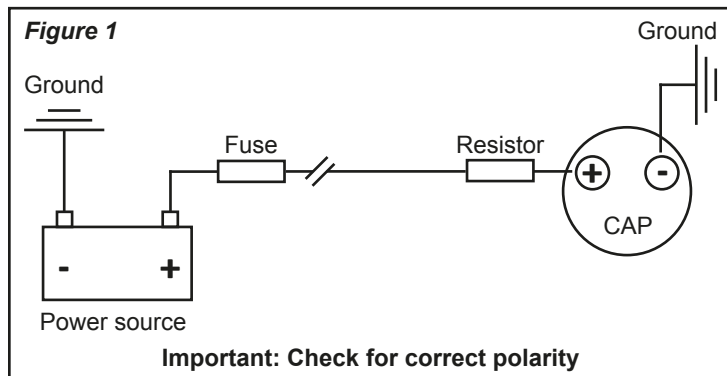 Figure 1
Ground
Ground
Fuse
Resistor
+
-
CAP
-
+
Power source
Important: Check for correct polarity